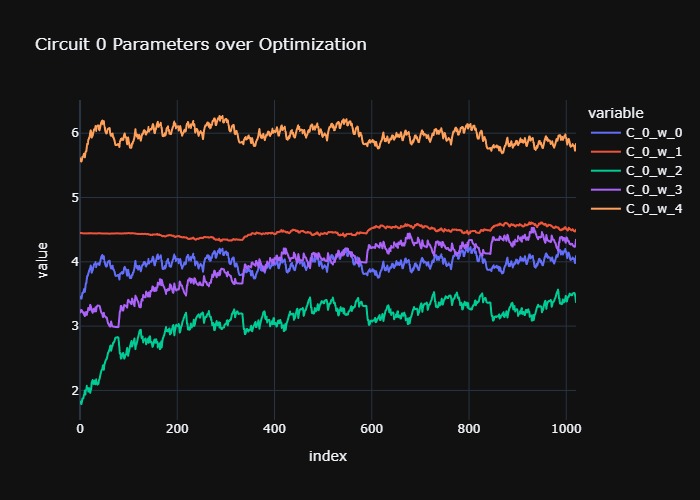 Circuit 0 Parameters over Optimization
variable
C_0_w_0
C_0_w_1
C_0_w_2
C_0_w_3
C_0_w_4
value
6
5
4
3
2
0 200 400 600 800 1000
index